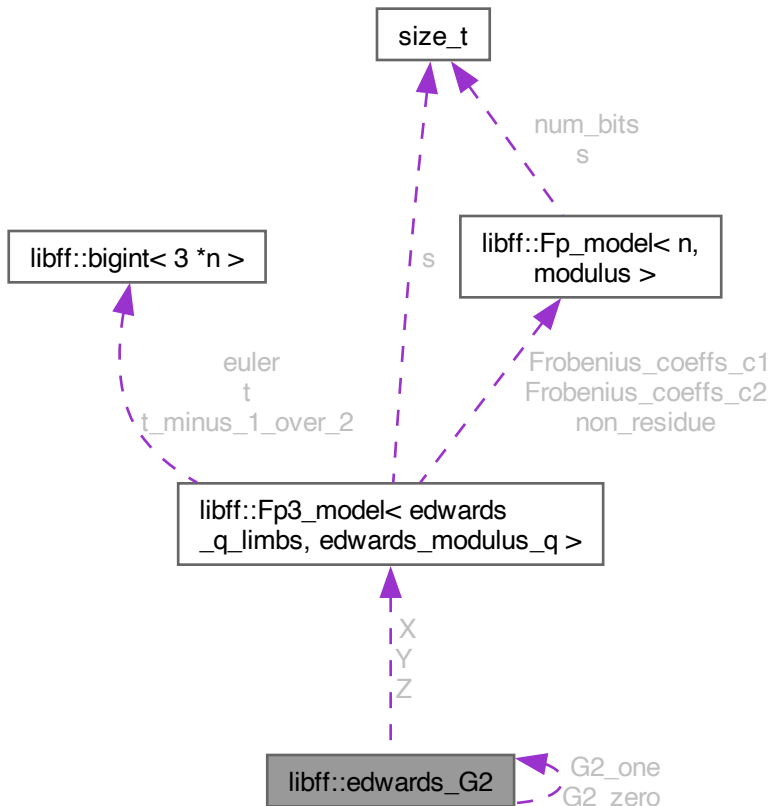 size_t
num_bits
s
libff::bigint< 3 *n >
s
libff::Fp_model< n,
modulus >
euler
t
t_minus_1_over_2
Frobenius_coeffs_c1
Frobenius_coeffs_c2
non_residue
libff::Fp3_model< edwards
_q_limbs, edwards_modulus_q >
X
Y
Z
libff::edwards_G2
G2_one
G2_zero